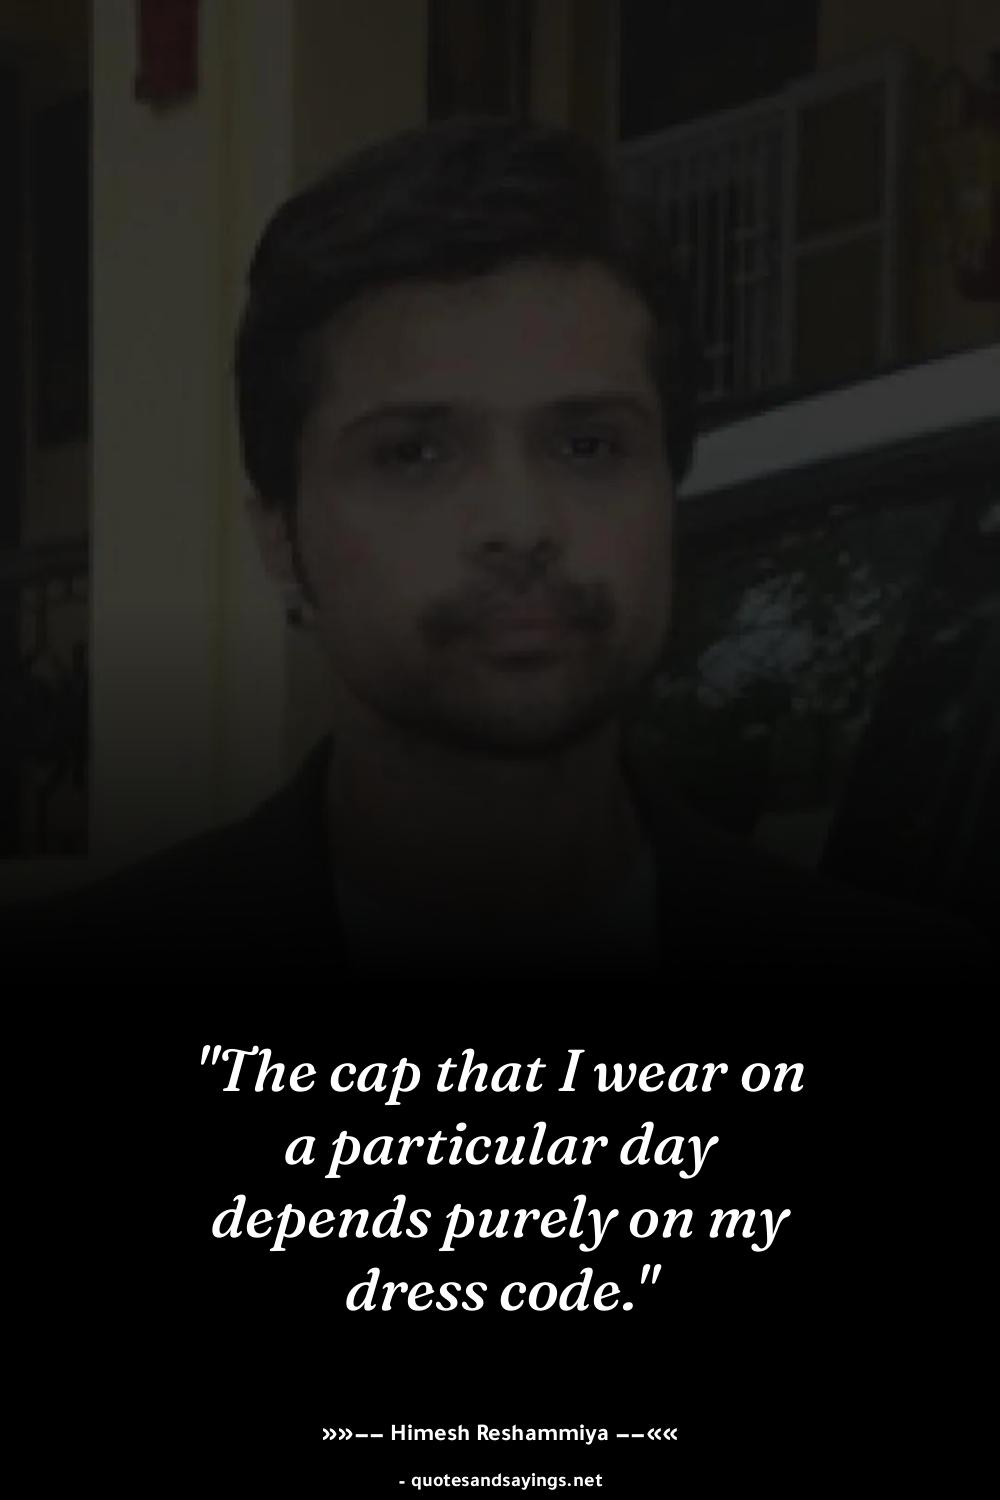 "The cap that I wear on
a particular day
depends purely on my
dress code."
»»–– Himesh Reshammiya ––««
- quotesandsayings.net